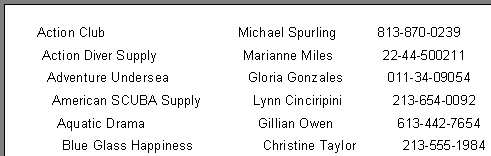 Action Club Michael Spurling 813-870-0239
Action Diver Supply Marianne Miles 22-44-500211
Adventure Undersea Gloria Gonzales 011-34-09054
American SCUBA Supply Lynn Cinciripini 213-654-0092
Aquatic Drama Gillian Owen 613-442-7654
Blue Glass Happiness Christine Taylor 213-555-1984